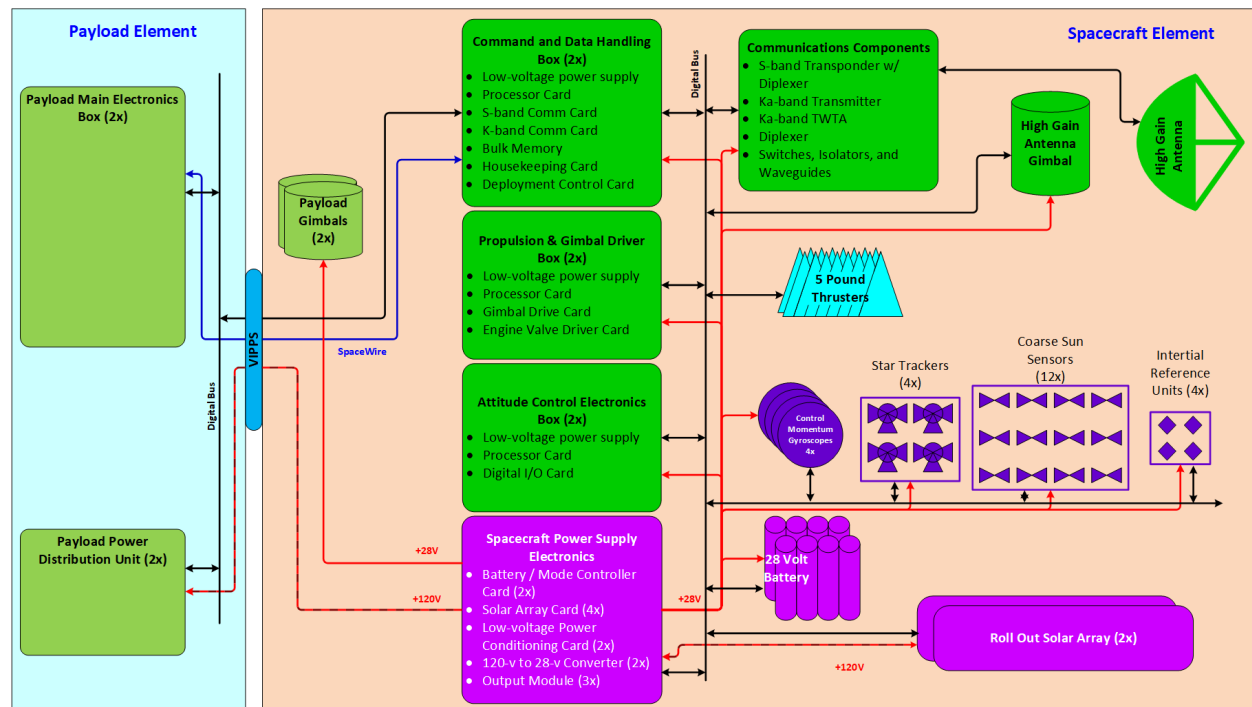 Payload Element
Spacecraft Element
Digital Bus
Payload Main Electronics
Box (2x)
Payload Power
Distribution Unit (2x)
VIPPS
SpaceWire
Payload
Gimbals
(2x)
+28V
+120V
Command and Data Handling
Box (2x)
● Low-voltage power supply
● Processor Card
● S-band Comm Card
● K-band Comm Card
● Bulk Memory
● Housekeeping Card
● Deployment Control Card
Propulsion & Gimbal Driver
Box (2x)
● Low-voltage power supply
● Processor Card
● Gimbal Drive Card
● Engine Valve Driver Card
Attitude Control Electronics
Box (2x)
● Low-voltage power supply
● Processor Card
● Digital I/O Card
Spacecraft Power Supply
Electronics
● Battery / Mode Controller
Card (2x)
● Solar Array Card (4x)
● Low-voltage Power
Conditioning Card (2x)
● 120-v to 28-v Converter (2x)
● Output Module (3x)
+28V
Digital Bus
Communications Components
● S-band Transponder w/
Diplexer
● Ka-band Transmitter
● Ka-band TWTA
● Diplexer
● Switches, Isolators, and
Waveguides
High Gain
Antenna
Gimbal
High Gain
Antenna
5 Pound
Thrusters
Control
Momentum
Gyroscopes
4x
Star Trackers
(4x)
Coarse Sun
Sensors
(12x)
Intertial
Reference
Units (4x)
28 Volt
Battery
Roll Out Solar Array (2x)
+120V